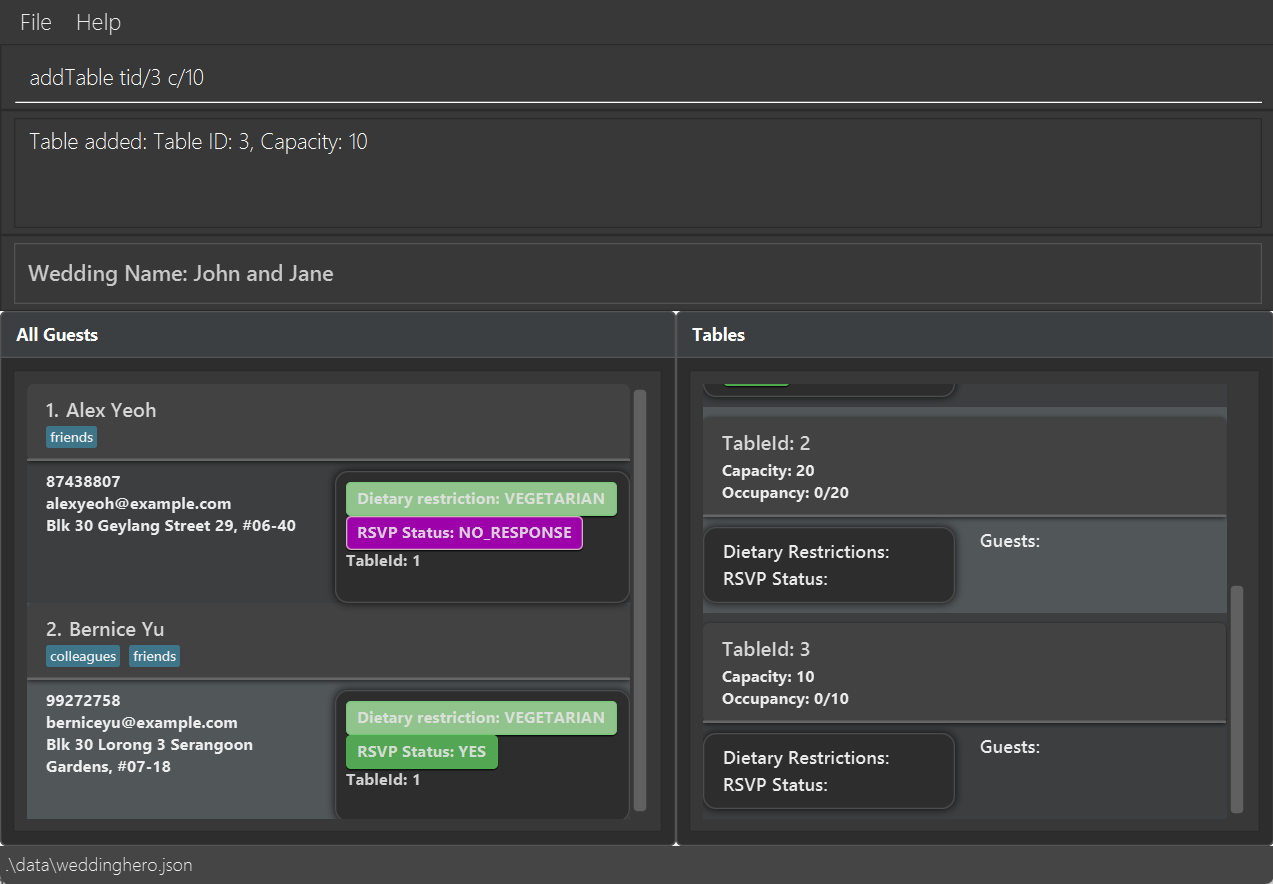 File Help
addTable tid/3 c/10
Table added: Table ID: 3, Capacity: 10
Wedding Name: John and Jane
All Guests
1. Alex Yeoh
friends
87438807
alexyeoh@example.com
Blk 30 Geylang Street 29, #06-40
Dietary restriction: VEGETARIAN
RSVP Status: NO_RESPONSE
TableId: 1
2. Bernice Yu
colleagues friends
99272758
berniceyu@example.com
Blk 30 Lorong 3 Serangoon
Gardens, #07-18
Dietary restriction: VEGETARIAN
RSVP Status: YES
TableId: 1
Tables
TableId: 2
Capacity: 20
Occupancy: 0/20
Dietary Restrictions:
RSVP Status:
Guests:
TableId: 3
Capacity: 10
Occupancy: 0/10
Dietary Restrictions:
RSVP Status:
Guests:
.\data\weddinghero.json